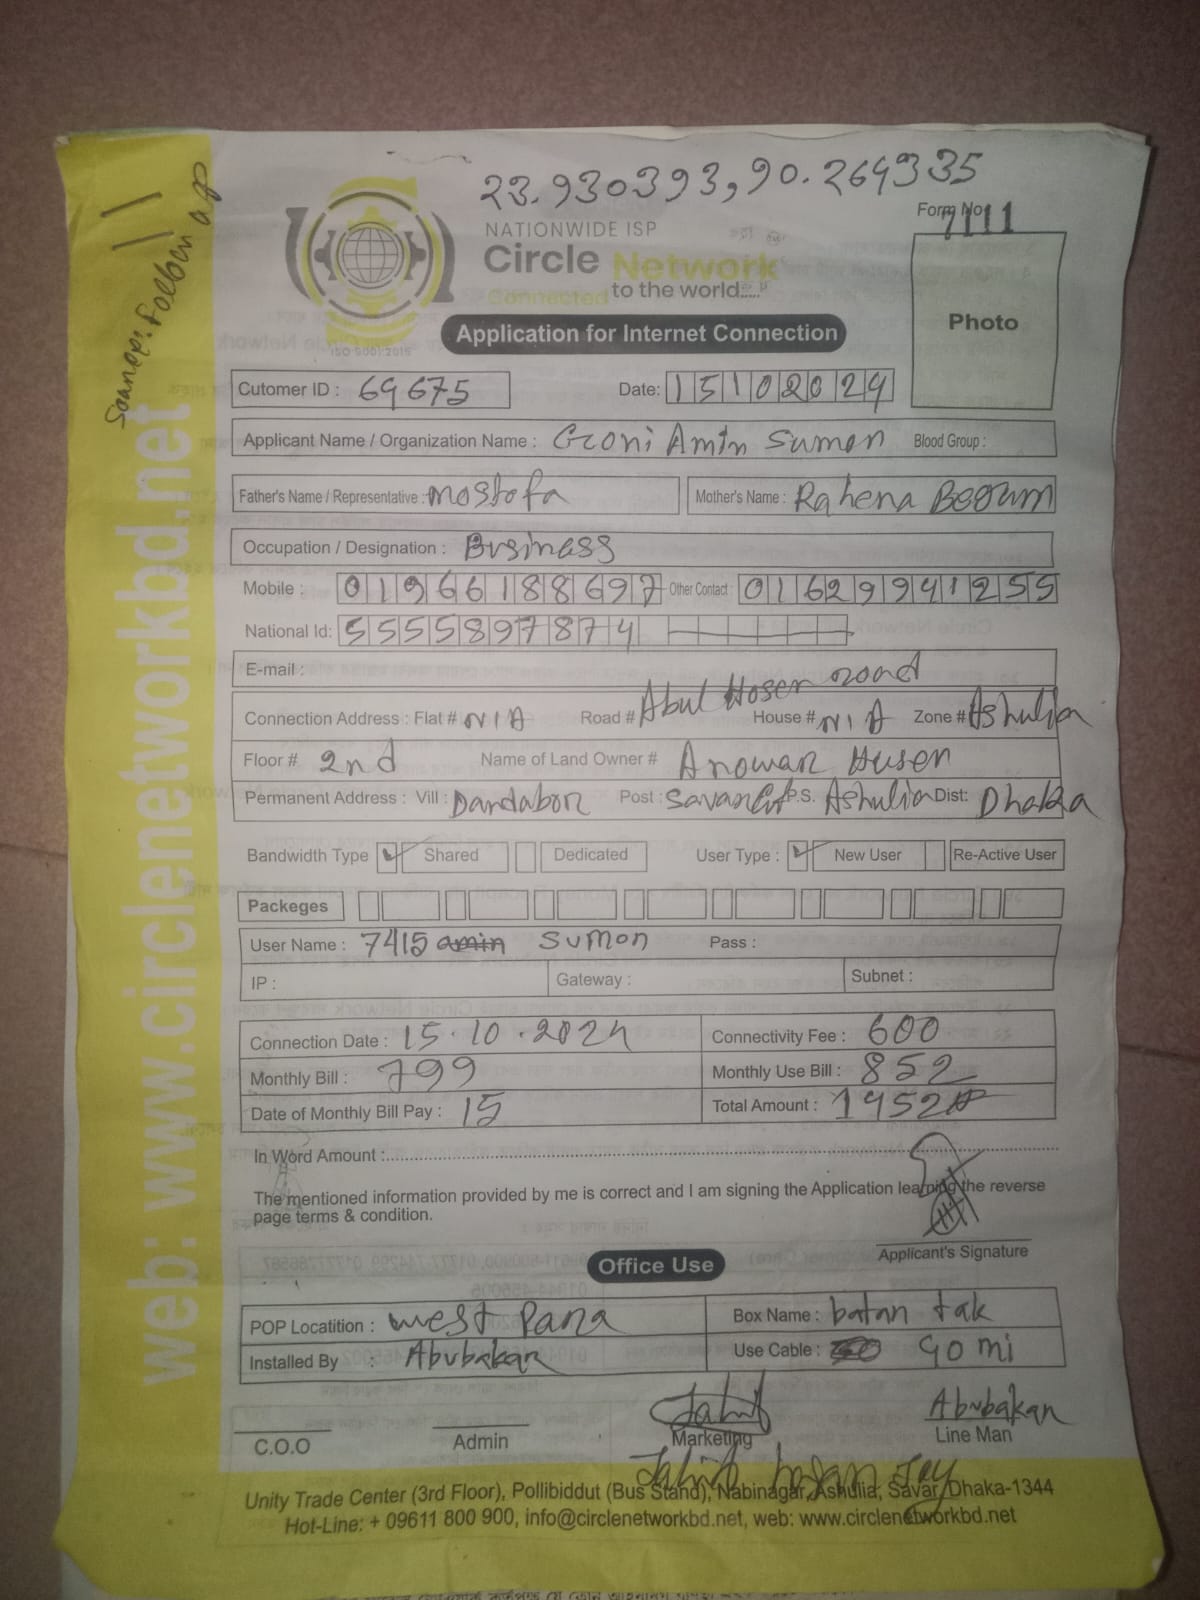 23.930393, 90.264335
NATIONWIDE ISP
Form No 7111
Circle Network
Connected to the world.....
ISO 9001:2015
Application for Internet Connection
Photo
Cutomer ID : 69675 Date: 15102024
Applicant Name / Organization Name : Groni Amin Sumon Blood Group :
Father's Name / Representative : mostofa Mother's Name : Rahena Begum
Occupation / Designation : Business
Mobile : 01966188697 Other Contact : 01629941255
National Id: 5555897874
E-mail :
Connection Address : Flat # N/A Road # Abul Hosen road House # N/A Zone # Ashulia
Floor # 2nd Name of Land Owner # Anowar Husen
Permanent Address : Vill : Dandabor Post : P.S. Ashulia Dist: Dhaka
Bandwidth Type Shared Dedicated User Type : New User Re-Active User
Packeges
User Name : 7415 amin sumon Pass :
IP : Gateway : Subnet :
Connection Date : 15.10.2024 Connectivity Fee : 600
Monthly Bill : 799 Monthly Use Bill : 852
Date of Monthly Bill Pay : 15 Total Amount : 1452
In Word Amount :
The mentioned information provided by me is correct and I am signing the Application learning the reverse
page terms & condition.
Applicant's Signature
Office Use
POP Locatition : west Para Box Name : batan tak
Installed By : Abubakar Use Cable : 90 mi
Abubakar
C.O.O Admin Marketing Line Man
Unity Trade Center (3rd Floor), Pollibiddut (Bus Stand), Nabinagar, Ashulia, Savar, Dhaka-1344
Hot-Line: + 09611 800 900, info@circlenetworkbd.net, web: www.circlenetworkbd.net
web: www.circlenetworkbd.net